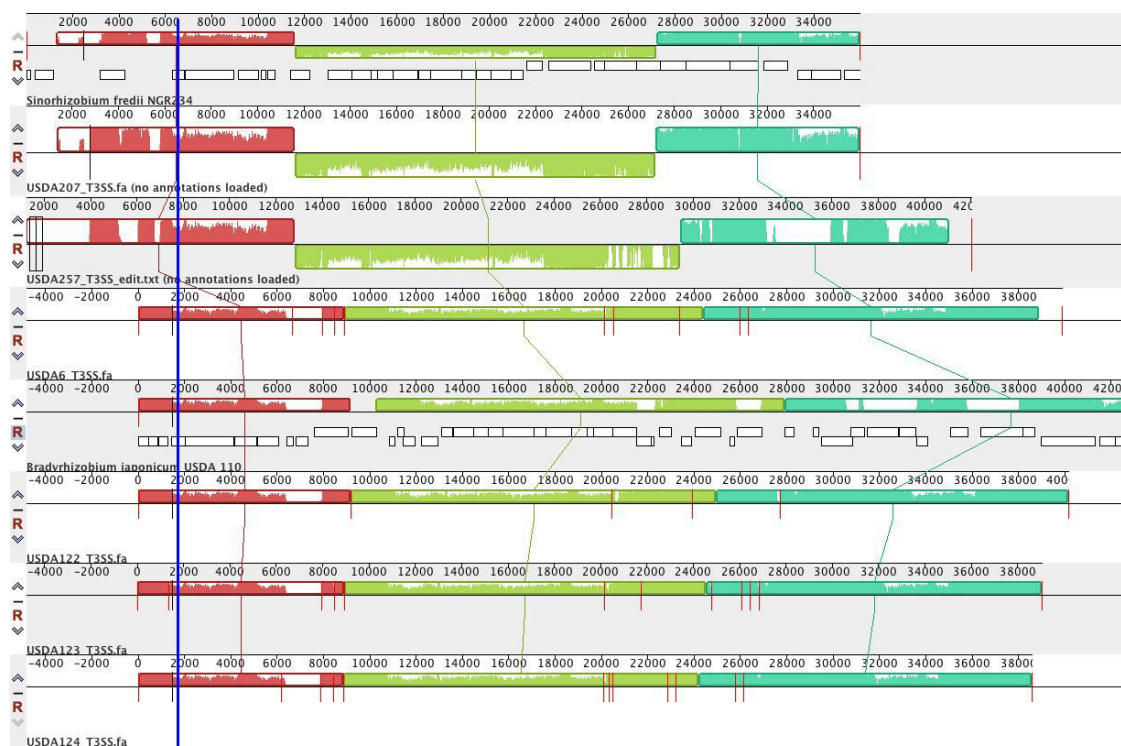 2000 4000 6000 8000 10000 12000 14000 16000 18000 20000 22000 24000 26000 28000 30000 32000 34000
R
Sinorhizobium fredii NGR234
2000 4000 6000 8000 10000 12000 14000 16000 18000 20000 22000 24000 26000 28000 30000 32000 34000
R
USDA207_T3SS.fa (no annotations loaded)
2000 4000 6000 8000 10000 12000 14000 16000 18000 20000 22000 24000 26000 28000 30000 32000 34000 36000 38000 40000
R
USDA257_T3SS_edit.txt (no annotations loaded)
-4000 -2000 0 2000 4000 6000 8000 10000 12000 14000 16000 18000 20000 22000 24000 26000 28000 30000 32000 34000 36000 38000
R
USDA6_T3SS.fa
-4000 -2000 0 2000 4000 6000 8000 10000 12000 14000 16000 18000 20000 22000 24000 26000 28000 30000 32000 34000 36000 38000 40000
R
Bradyrhizobium japonicum USDA 110
-4000 -2000 0 2000 4000 6000 8000 10000 12000 14000 16000 18000 20000 22000 24000 26000 28000 30000 32000 34000 36000 38000
R
USDA122_T3SS.fa
-4000 -2000 0 2000 4000 6000 8000 10000 12000 14000 16000 18000 20000 22000 24000 26000 28000 30000 32000 34000 36000 38000
R
USDA123_T3SS.fa
-4000 -2000 0 2000 4000 6000 8000 10000 12000 14000 16000 18000 20000 22000 24000 26000 28000 30000 32000 34000 36000
R
USDA124_T3SS.fa